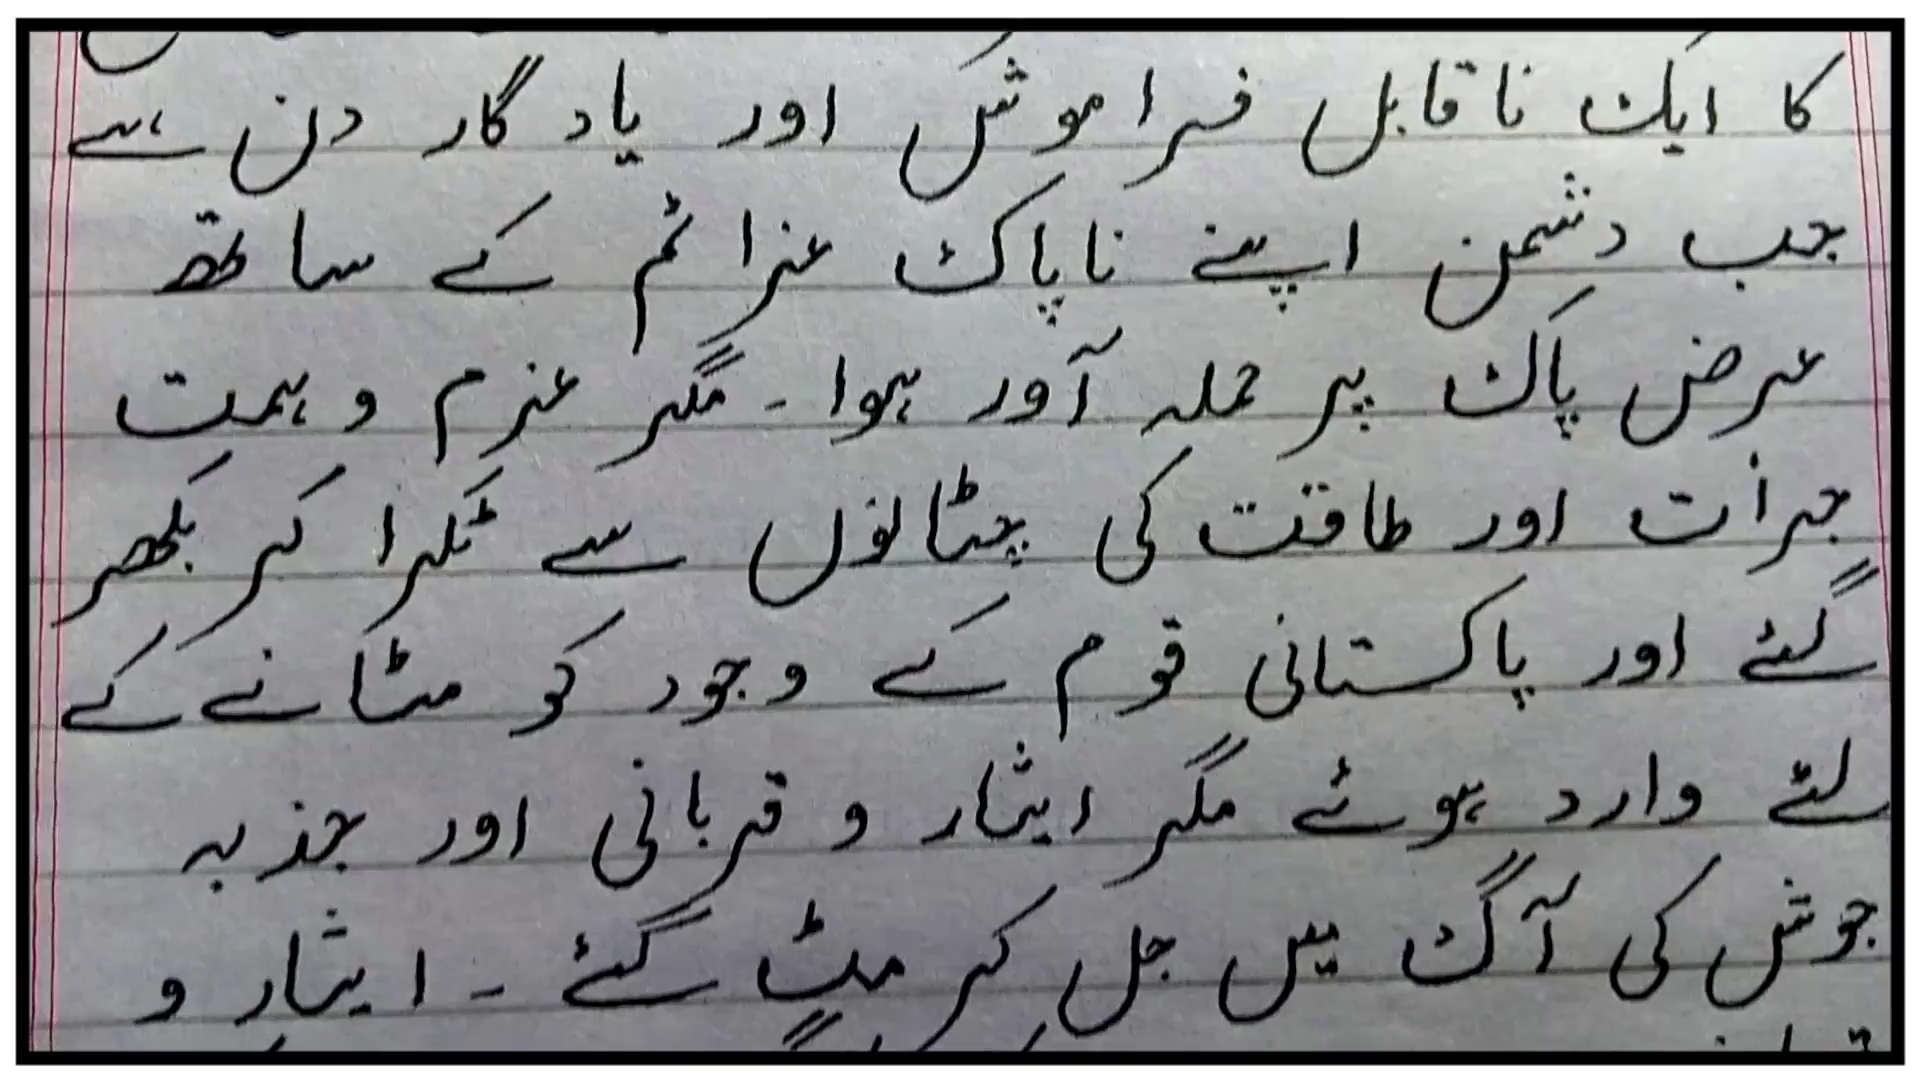 کا ایک ناقابل فراموش اور یادگار دن ہے
جب دشمن اپنے ناپاک عزائم کے ساتھ
عرض پاک پر حملہ آور ہوا ۔ مگر عزم و ہمت
جرأت اور طاقت کی چٹانوں سے ٹکرا کر بکھر
گئے اور پاکستانی قوم کے وجود کو مٹانے کے
لئے وارد ہوئے مگر ایثار و قربانی اور جذبہ
جوش کی آگ میں جل کر مٹ گئے ۔ ایثار و